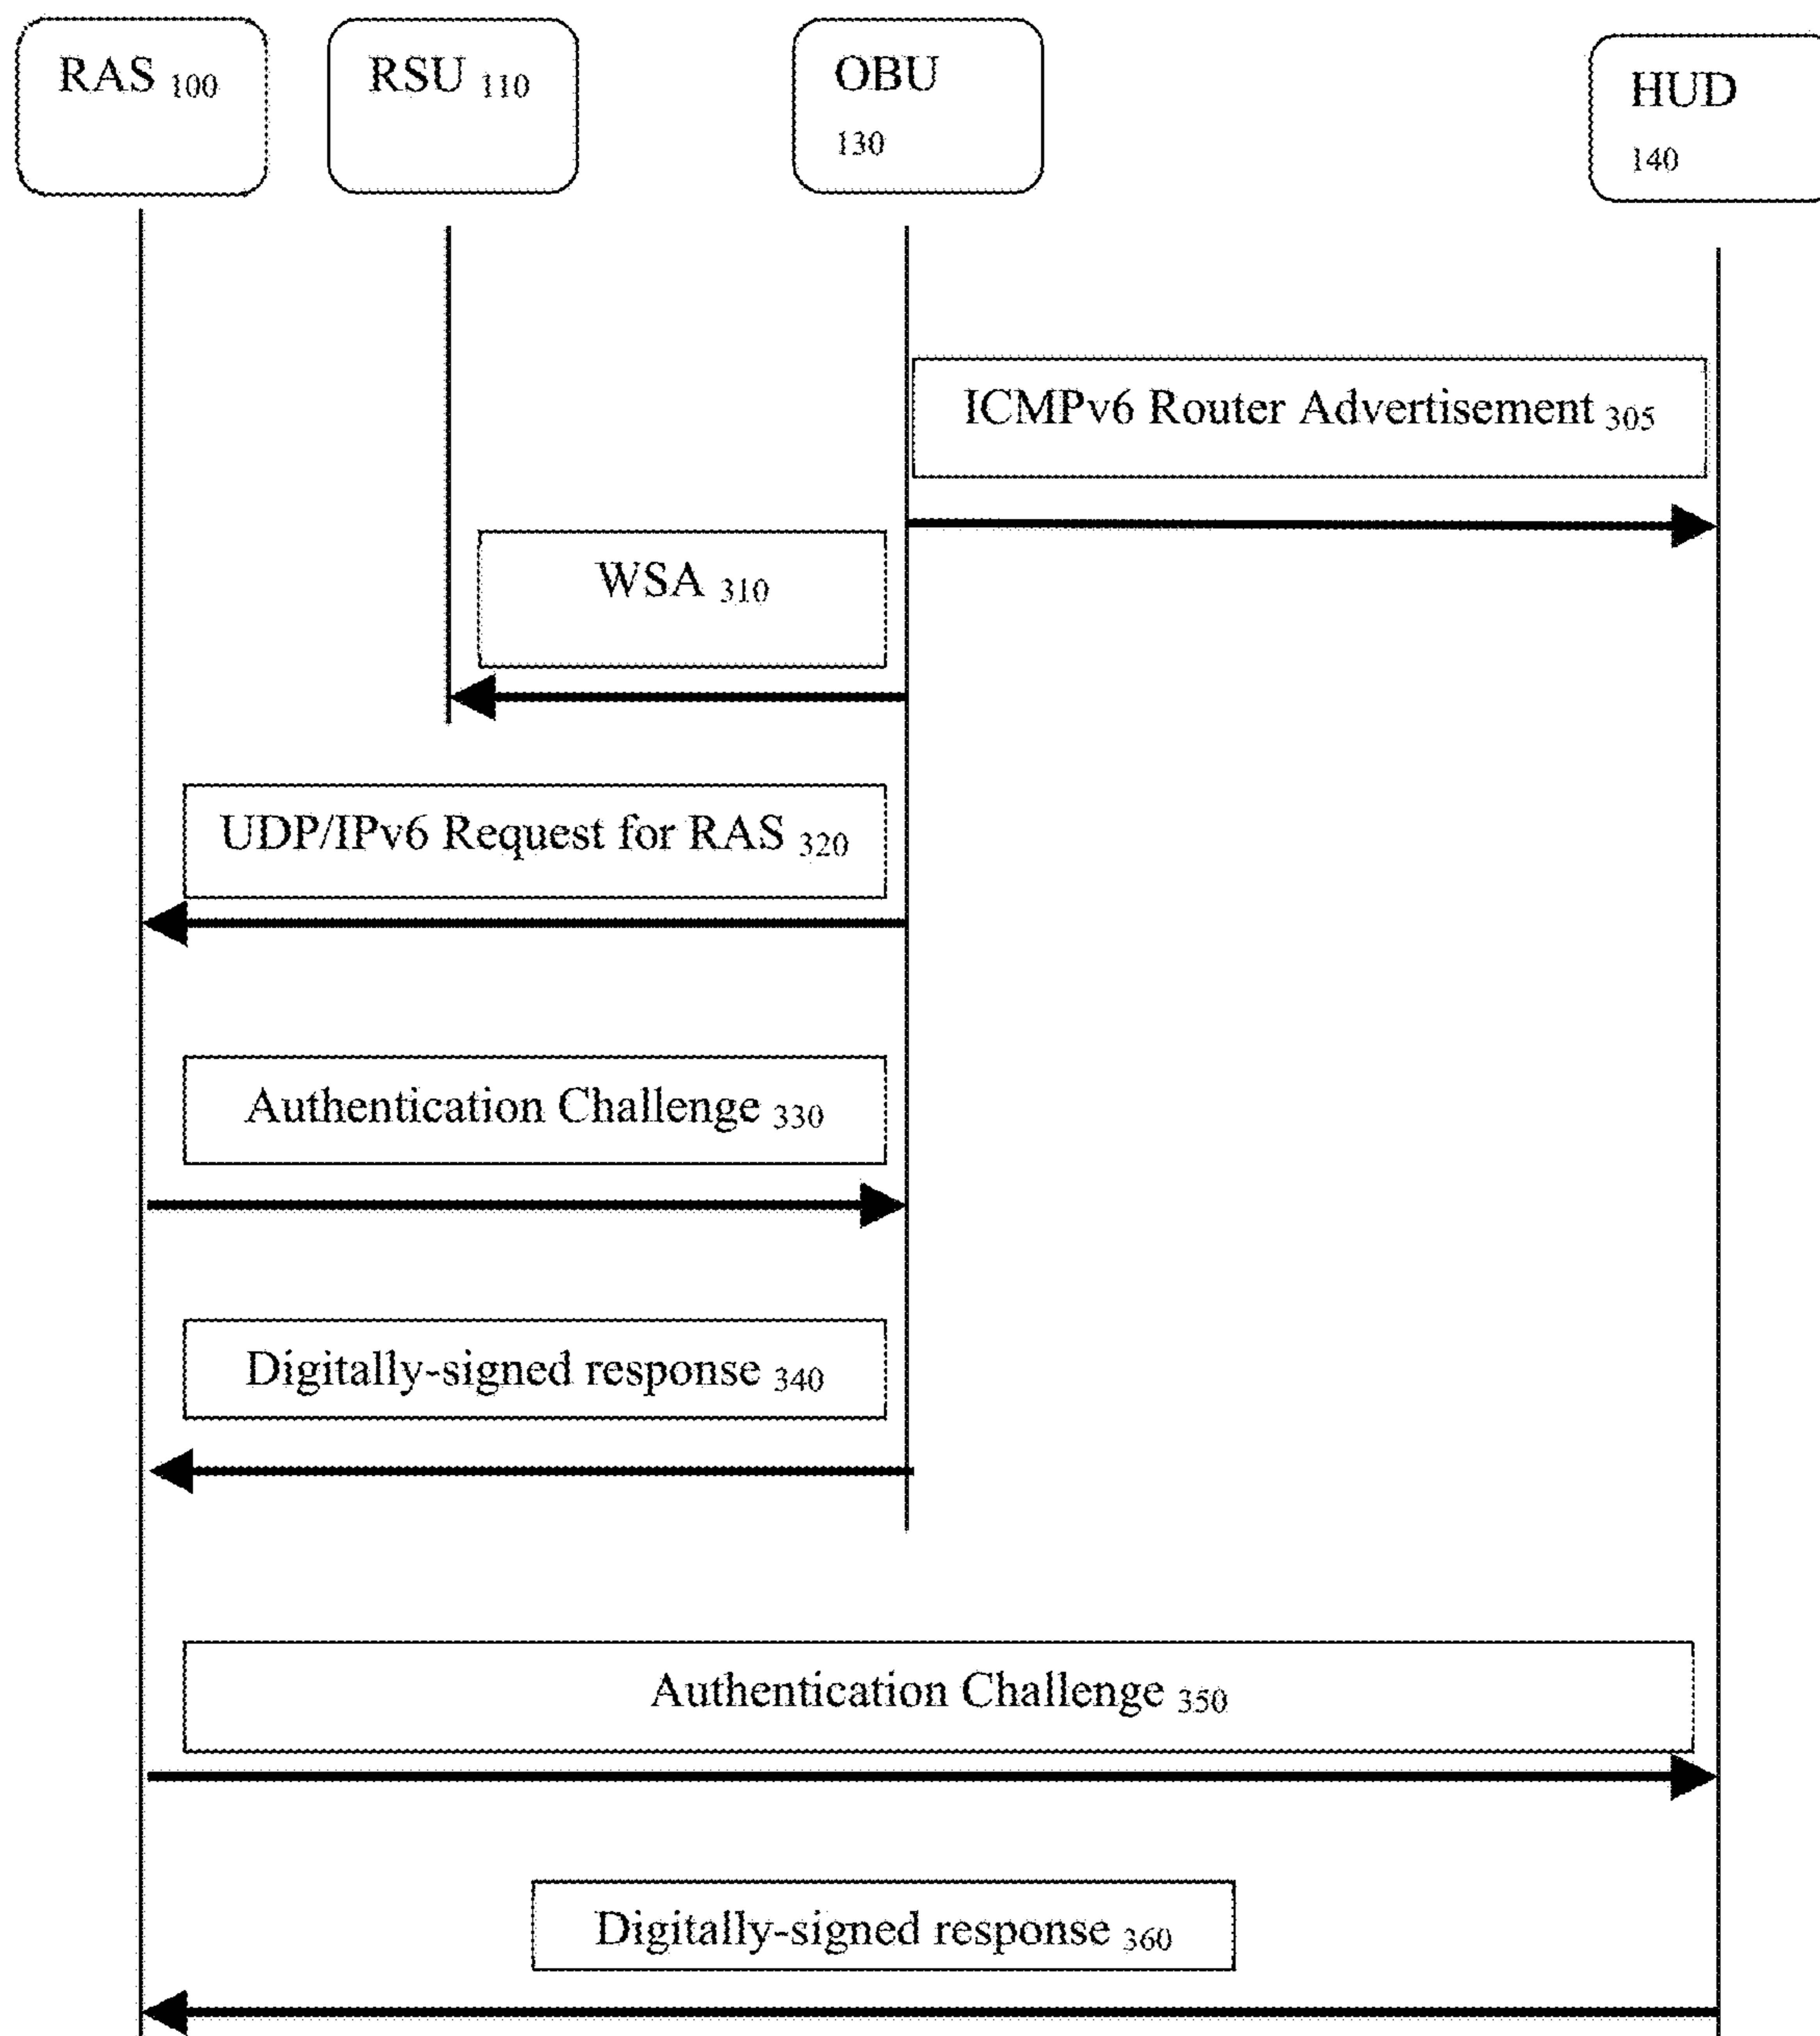 RAS 100
RSU 110
OBU
130
HUD
140
ICMPv6 Router Advertisement 305
WSA 310
UDP/IPv6 Request for RAS 320
Authentication Challenge 330
Digitally-signed response 340
Authentication Challenge 350
Digitally-signed response 360